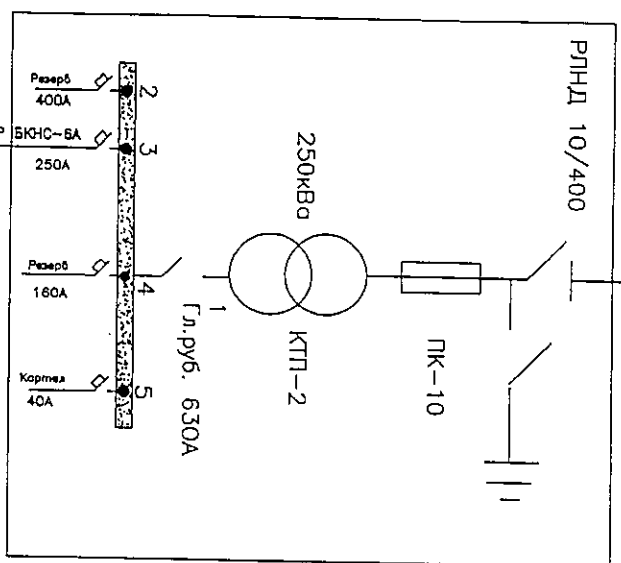 РЛНД 10/400
ПК-10
250кВа
КТП-2
1
Гл.руб. 630А
2
Резерв
400А
3
БКНС-6А
250А
4
Резерв
160А
5
40А